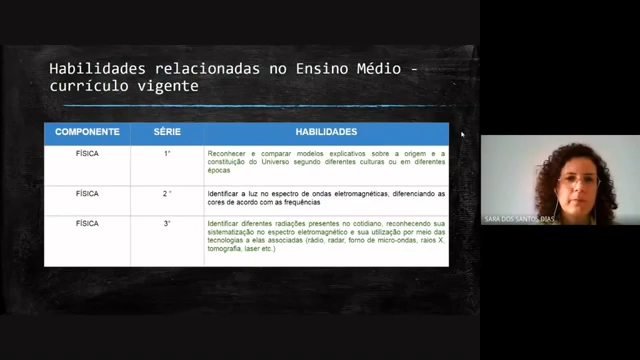 Habilidades relacionadas no Ensino Médio -
currículo vigente
COMPONENTE SÉRIE HABILIDADES
FÍSICA 1ª Reconhecer e comparar modelos explicativos sobre a origem e a
constituição do Universo segundo diferentes culturas ou em diferentes
épocas
FÍSICA 2 ª Identificar a luz no espectro de ondas eletromagnéticas, diferenciando as
cores de acordo com as frequências
FÍSICA 3ª Identificar diferentes radiações presentes no cotidiano, reconhecendo sua
sistematização no espectro eletromagnético e sua utilização por meio das
tecnologias a elas associadas (rádio, radar, forno de micro-ondas, raios X,
tomografia, laser etc.)
SARA DOS SANTOS DIAS